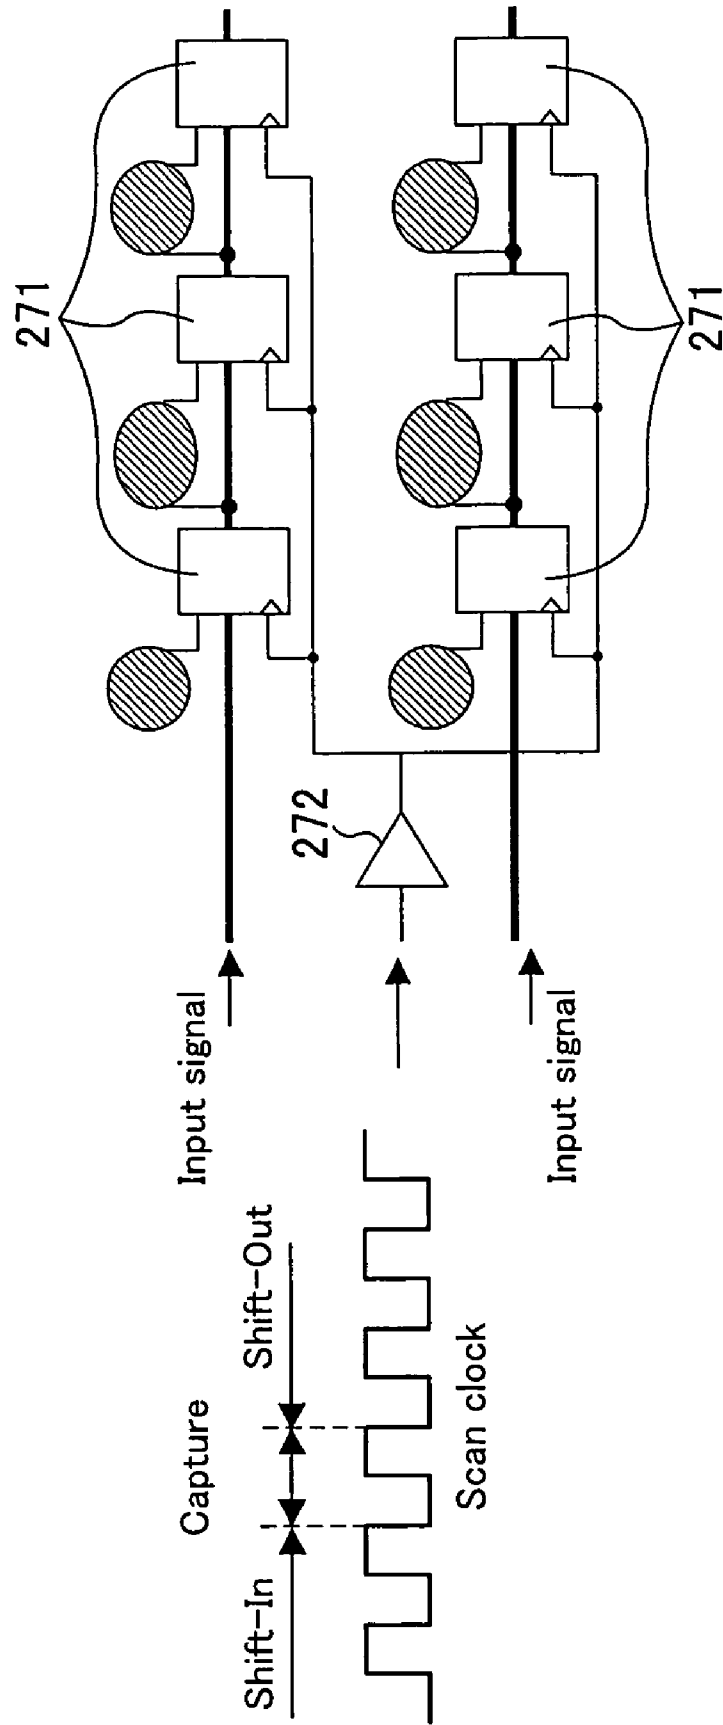 Shift-In
Capture
Shift-Out
Scan clock
Input signal
Input signal
272
271
271